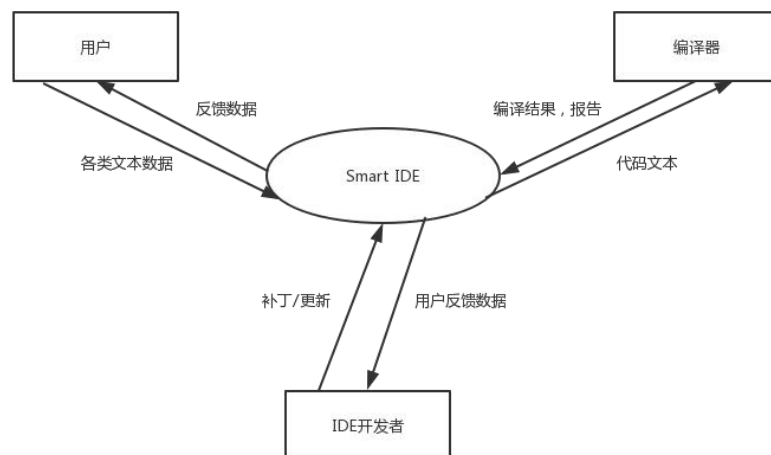 用户
编译器
反馈数据
编译结果，报告
各类文本数据
Smart IDE
代码文本
补丁/更新
用户反馈数据
IDE开发者